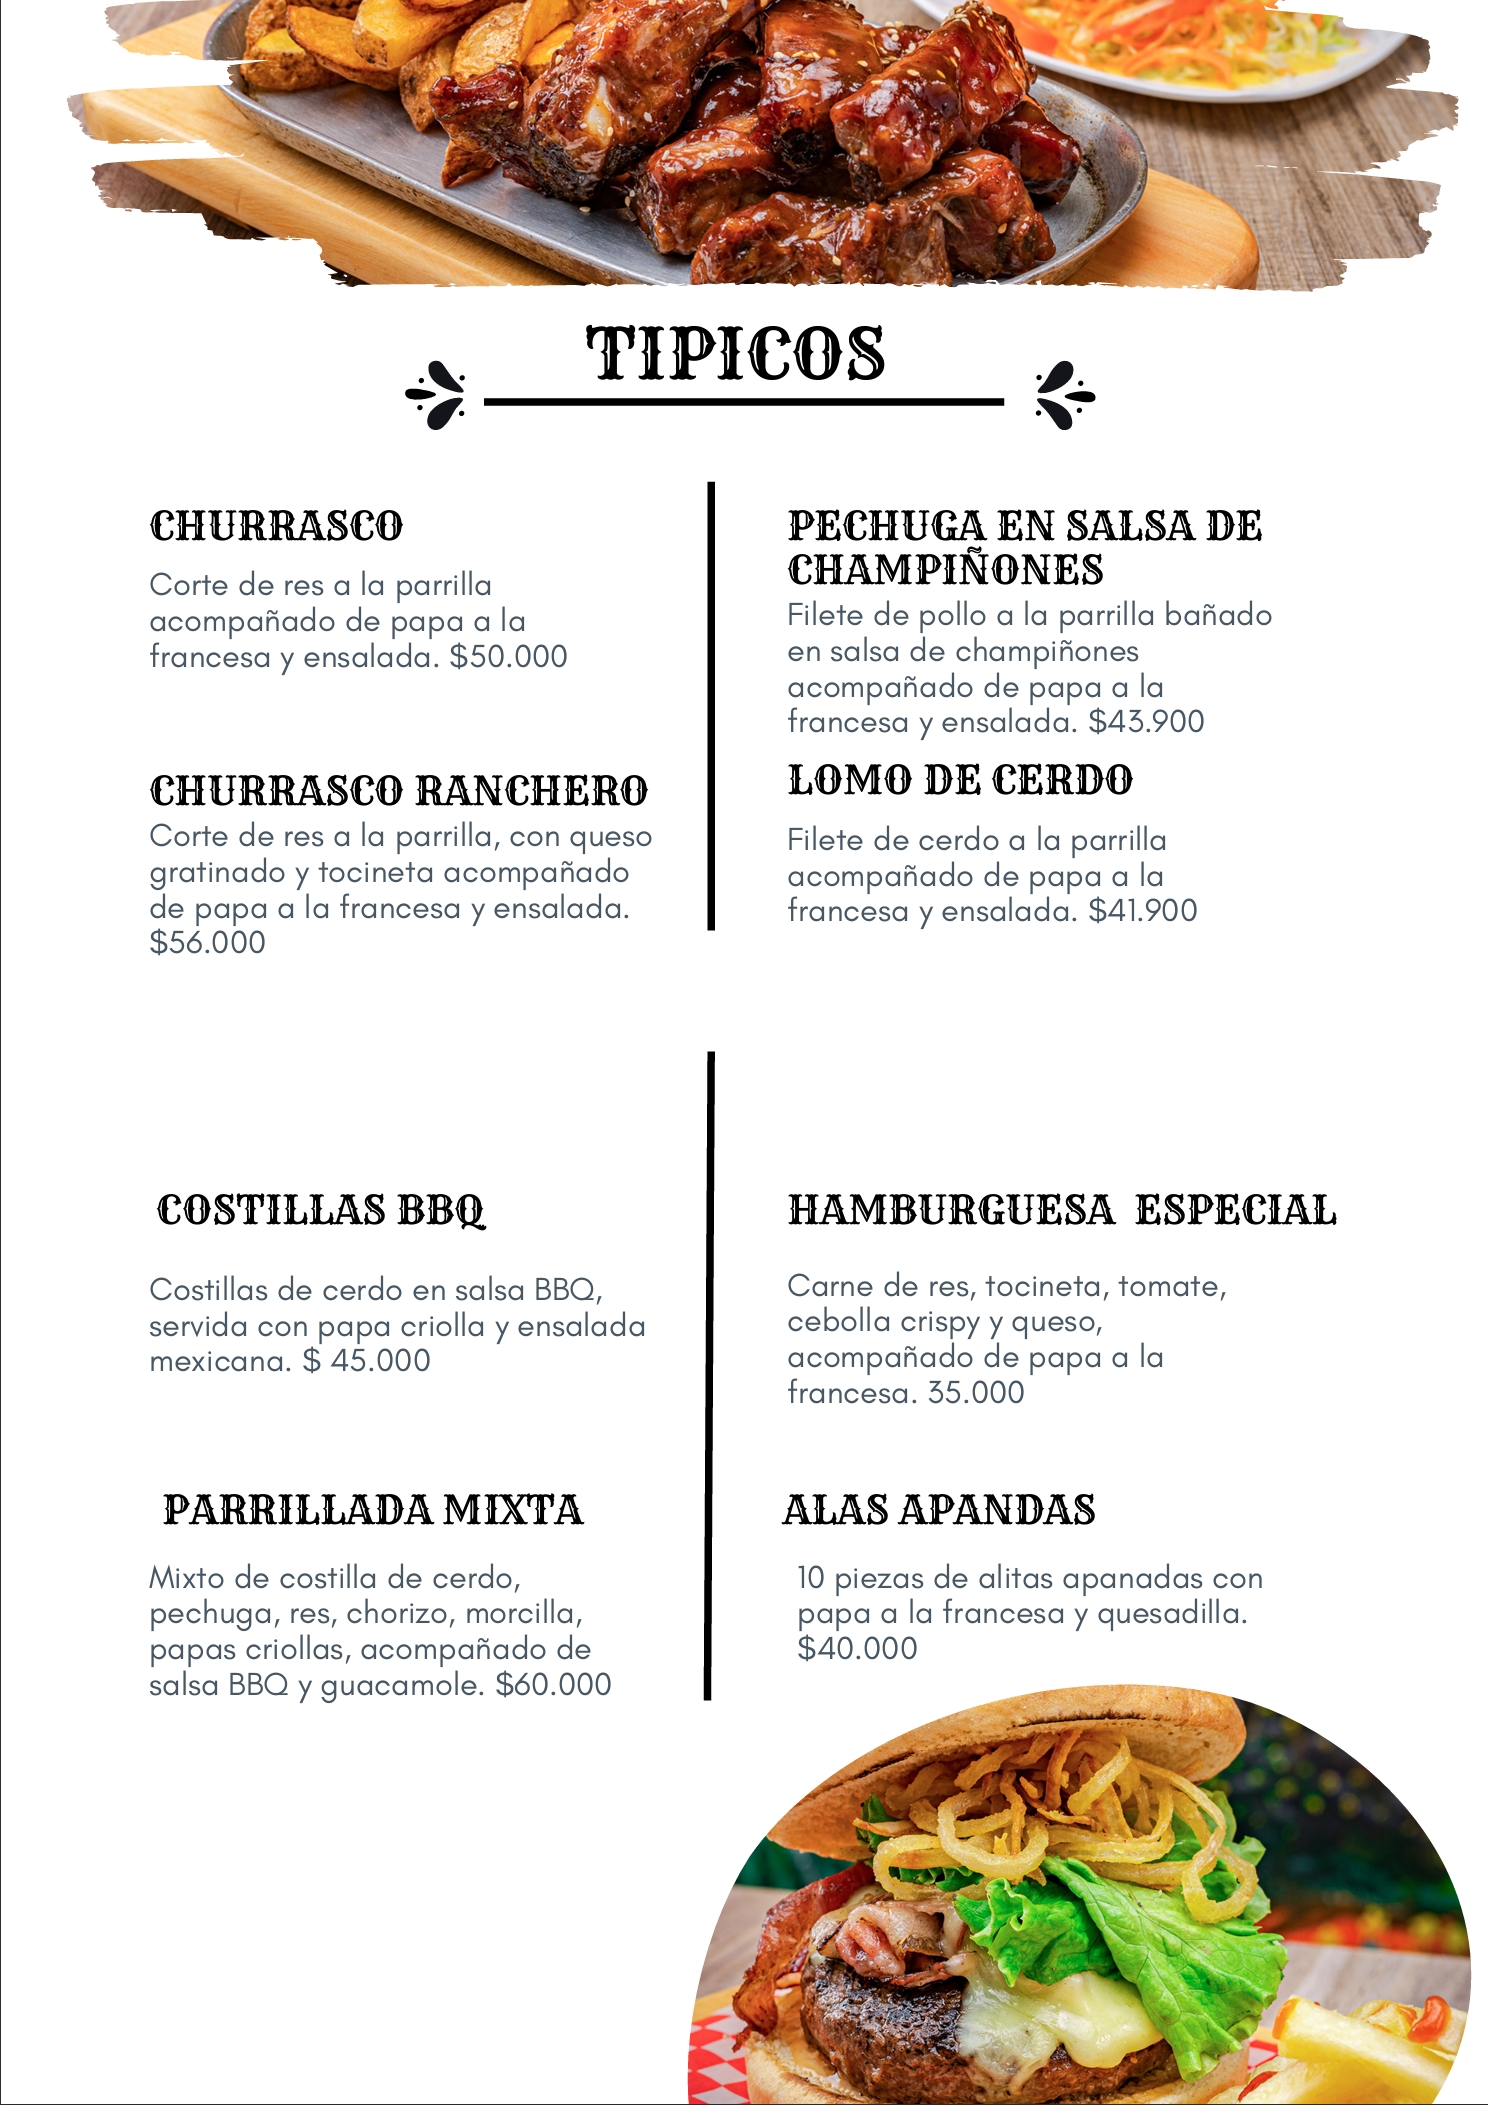 TIPICOS
CHURRASCO
Corte de res a la parrilla
acompañado de papa a la
francesa y ensalada. $50.000
CHURRASCO RANCHERO
Corte de res a la parrilla, con queso
gratinado y tocineta acompañado
de papa a la francesa y ensalada.
$56.000
PECHUGA EN SALSA DE
CHAMPIÑONES
Filete de pollo a la parrilla bañado
en salsa de champiñones
acompañado de papa a la
francesa y ensalada. $43.900
LOMO DE CERDO
Filete de cerdo a la parrilla
acompañado de papa a la
francesa y ensalada. $41.900
COSTILLAS BBQ
Costillas de cerdo en salsa BBQ,
servida con papa criolla y ensalada
mexicana. $ 45.000
PARRILLADA MIXTA
Mixto de costilla de cerdo,
pechuga, res, chorizo, morcilla,
papas criollas, acompañado de
salsa BBQ y guacamole. $60.000
HAMBURGUESA  ESPECIAL
Carne de res, tocineta, tomate,
cebolla crispy y queso,
acompañado de papa a la
francesa. 35.000
ALAS APANDAS
10 piezas de alitas apanadas con
papa a la francesa y quesadilla.
$40.000